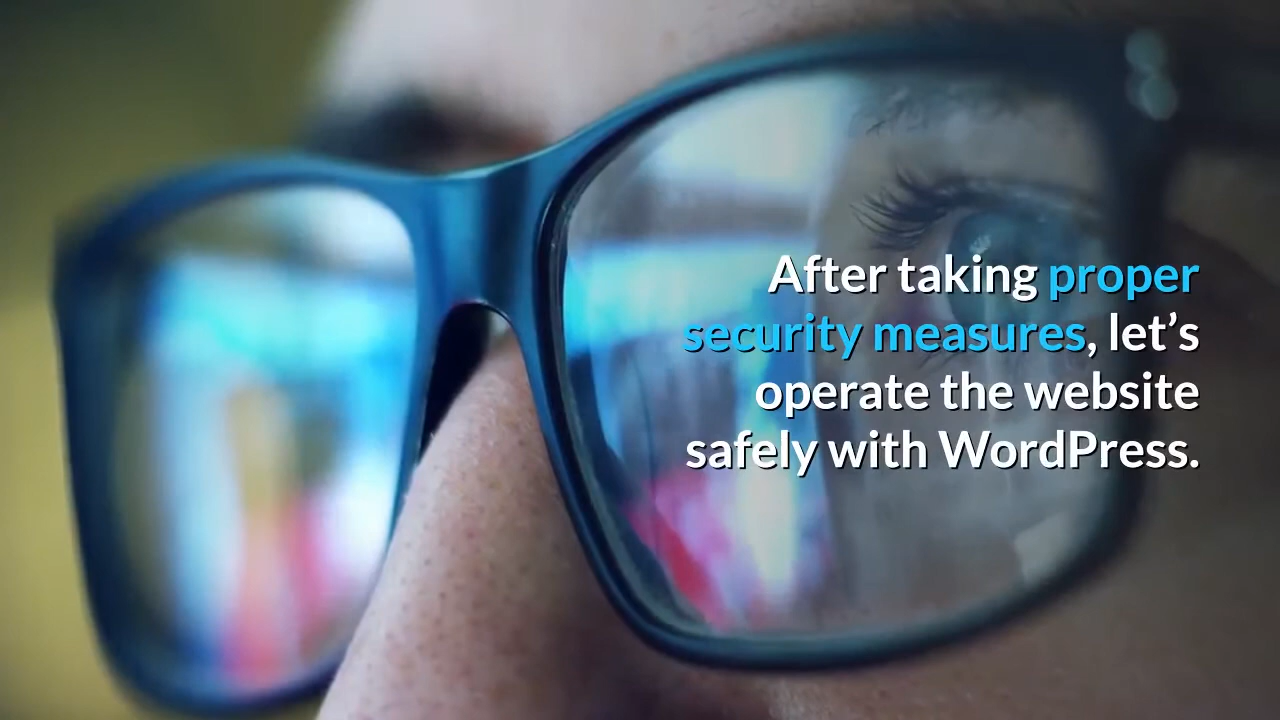 After taking proper
security measures, let’s
operate the website
safely with WordPress.